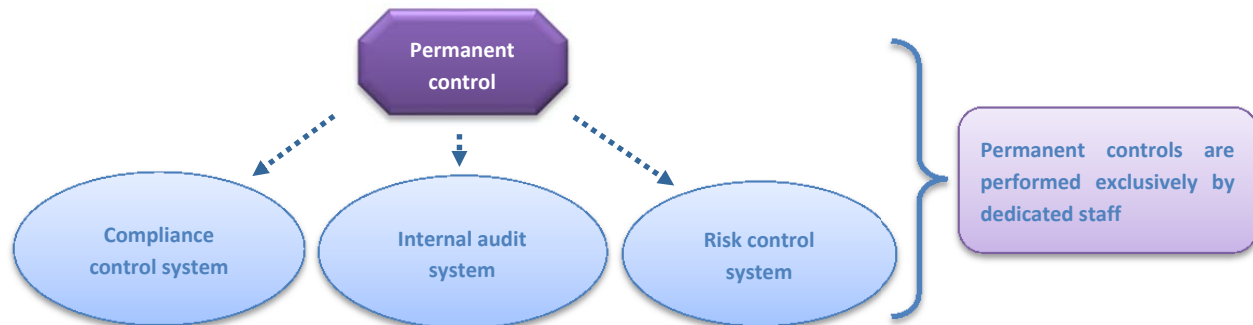 Permanent
control
Compliance
control system
Internal audit
system
Risk control
system
Permanent controls are
performed exclusively by
dedicated staff